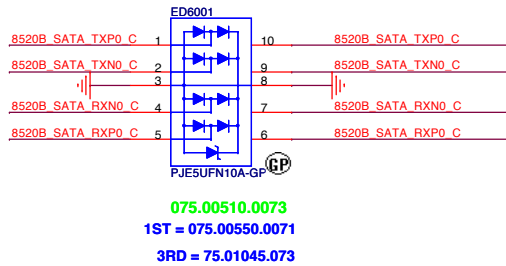 ED6001
8520B_SATA_TXP0_C 1 10 8520B_SATA_TXP0_C
8520B_SATA_TXN0_C 2 9 8520B_SATA_TXN0_C
3 8
8520B_SATA_RXN0_C 4 7 8520B_SATA_RXN0_C
8520B_SATA_RXP0_C 5 6 8520B_SATA_RXP0_C
PJE5UFN10A-GP GP
075.00510.0073
1ST = 075.00550.0071
3RD = 75.01045.073